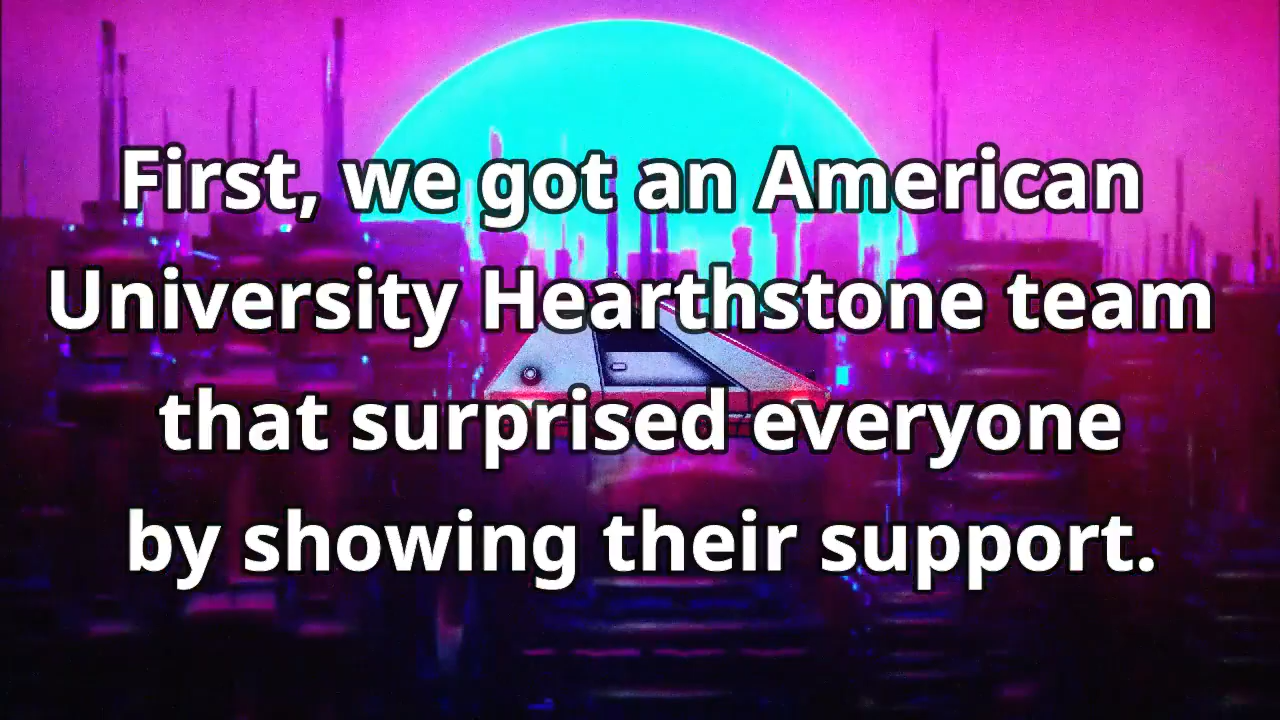 First, we got an American
University Hearthstone team
that surprised everyone
by showing their support.